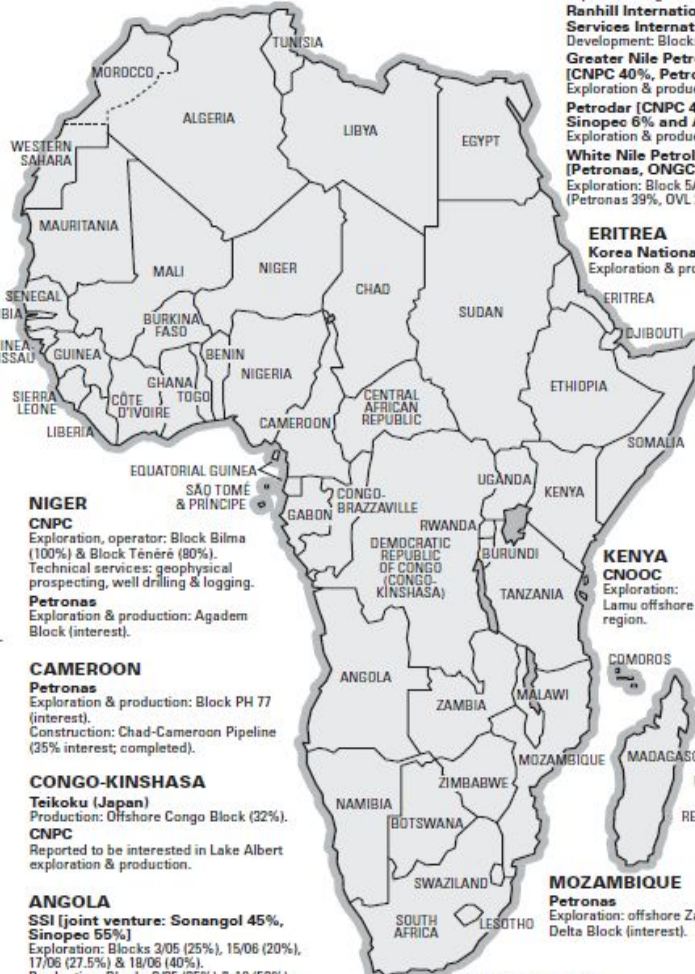 Ranhill Internatio
Services Internat
Development: Block
Greater Nile Petr
[CNPC 40%, Petro
Exploration & produc
Petrodar [CNPC 4
Sinopec 6% and A
Exploration & produc
White Nile Petrol
[Petronas, ONGC
Exploration: Block 5A
(Petronas 39%, OVL
ERITREA
Korea Nationa
Exploration & pro
TUNISIA
MOROCCO
ALGERIA
LIBYA
EGYPT
WESTERN
SAHARA
MAURITANIA
MALI
NIGER
CHAD
SUDAN
ERITREA
DJIBOUTI
SENEGAL
BIA
INEA-
ISSAU
GUINEA
BURKINA
FASO
BENIN
NIGERIA
ETHIOPIA
SIERRA
LEONE
CÔTE
D'IVOIRE
GHANA
TOGO
LIBERIA
CAMEROON
CENTRAL
AFRICAN
REPUBLIC
SOMALIA
EQUATORIAL GUINEA
SÃO TOMÉ
& PRÍNCIPE
GABON
CONGO-
BRAZZAVILLE
UGANDA
KENYA
RWANDA
BURUNDI
DEMOCRATIC
REPUBLIC
OF CONGO
(CONGO-
KINSHASA)
TANZANIA
NIGER
CNPC
Exploration, operator: Block Bilma
(100%) & Block Ténéré (80%).
Technical services: geophysical
prospecting, well drilling & logging.
Petronas
Exploration & production: Agadem
Block (interest).
KENYA
CNOOC
Exploration:
Lamu offshore
region.
CAMEROON
Petronas
Exploration & production: Block PH 77
(interest).
Construction: Chad-Cameroon Pipeline
(35% interest; completed).
COMOROS
ANGOLA
ZAMBIA
MALAWI
MOZAMBIQUE
MADAGASC
CONGO-KINSHASA
Teikoku (Japan)
Production: Offshore Congo Block (32%).
CNPC
Reported to be interested in Lake Albert
exploration & production.
NAMIBIA
ZIMBABWE
BOTSWANA
RE
SWAZILAND
SOUTH
AFRICA
LESOTHO
MOZAMBIQUE
Petronas
Exploration: offshore Za
Delta Block (interest).
ANGOLA
SSI [joint venture: Sonangol 45%,
Sinopec 55%]
Exploration: Blocks 3/05 (25%), 15/06 (20%),
17/06 (27.5%) & 18/06 (40%).